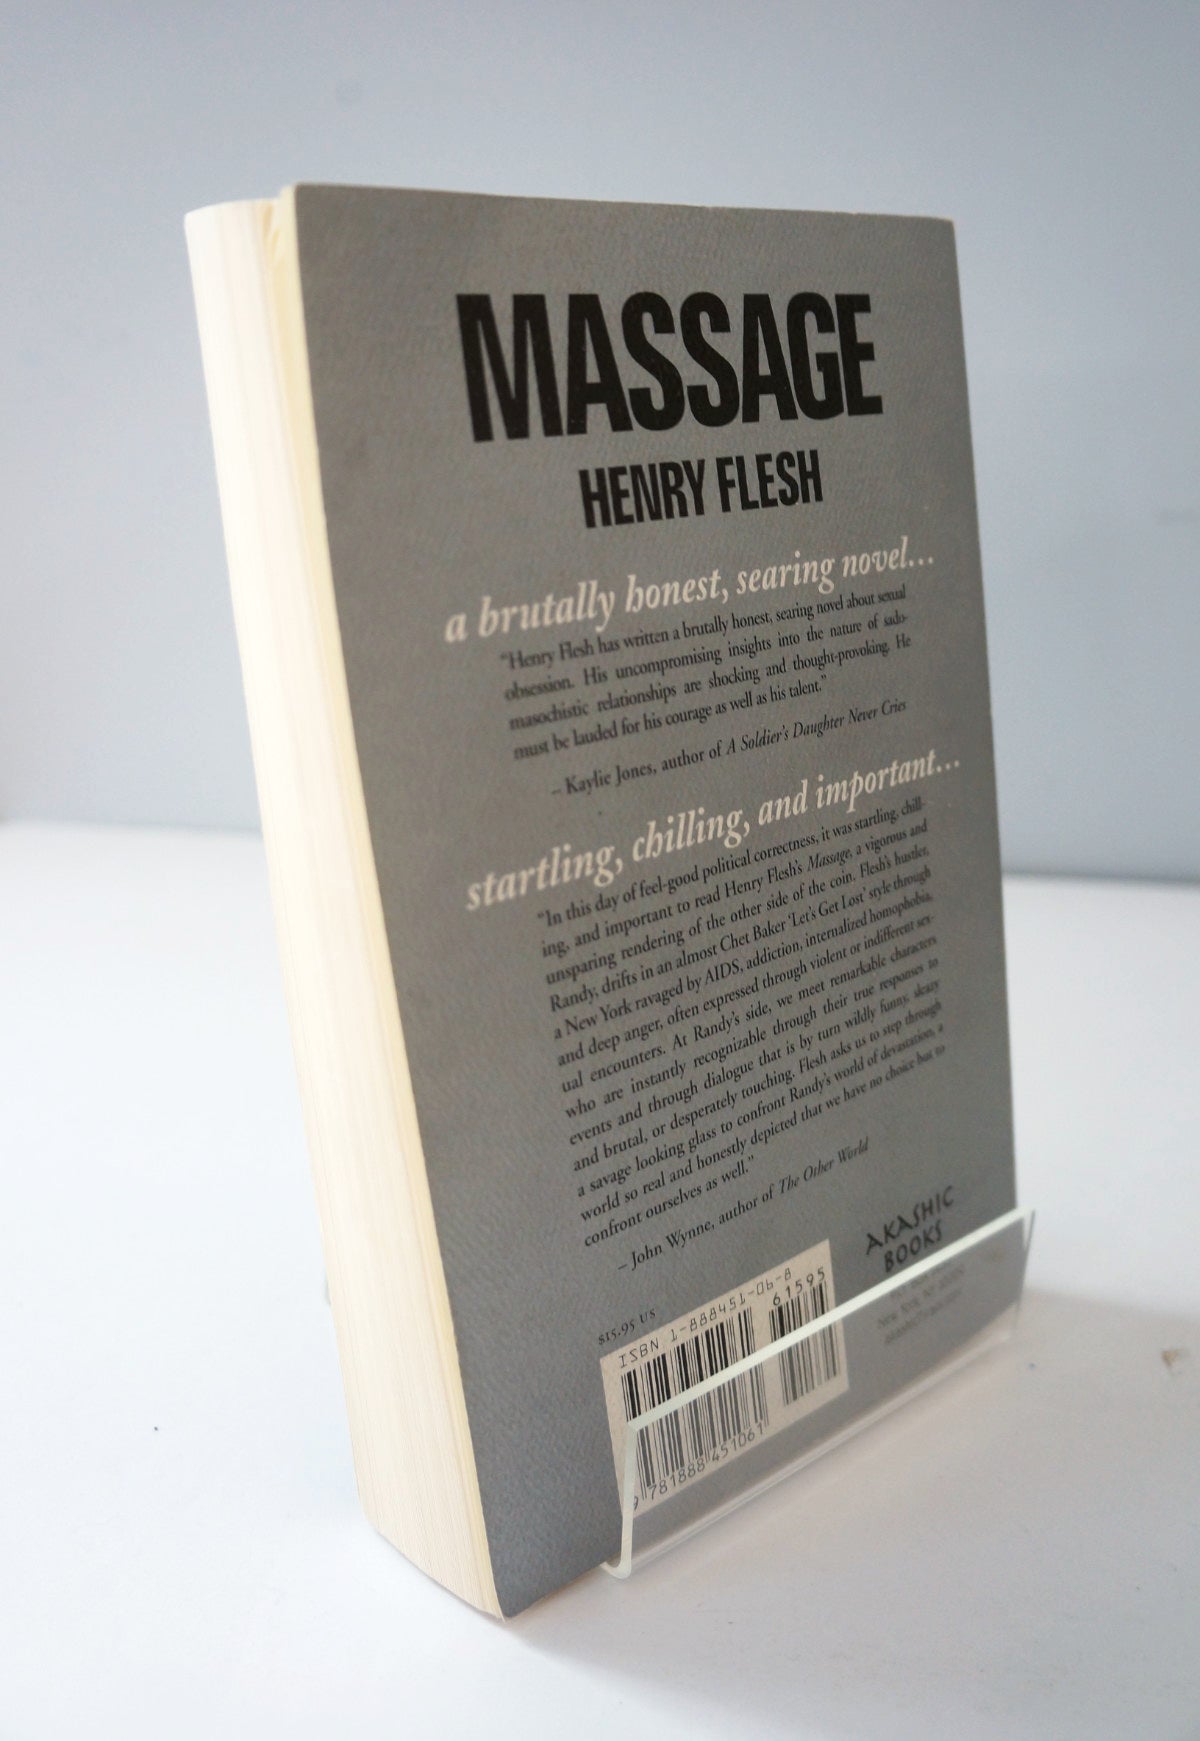 MASSAGE
HENRY FLESH
a brutally honest, searing novel...
“Henry Flesh has written a brutally honest, searing novel about sexual
obsession. His uncompromising insights into the nature of sado-
masochistic relationships are shocking and thought-provoking. He
must be lauded for his courage as well as his talent.”
– Kaylie Jones, author of A Soldier’s Daughter Never Cries
startling, chilling, and important...
“In this day of feel-good political correctness, it was startling, chill-
ing, and important to read Henry Flesh’s Massage, a vigorous and
unsparing rendering of the other side of the coin. Flesh’s hustler,
Randy, drifts in an almost Chet Baker ‘Let’s Get Lost’ style through
a New York ravaged by AIDS, addiction, internalized homophobia,
and deep anger, often expressed through violent or indifferent sex-
ual encounters. At Randy’s side, we meet remarkable characters
who are instantly recognizable through their true responses to
events and through dialogue that is by turn wildly funny, sleazy
and brutal, or desperately touching. Flesh asks us to step through
a savage looking glass to confront Randy’s world of devastation, a
world so real and honestly depicted that we have no choice but to
confront ourselves as well.”
– John Wynne, author of The Other World
AKASHIC
BOOKS
New York, NY
$15.95 US
ISBN 1-888451-06-8
61595
9 781888 451061